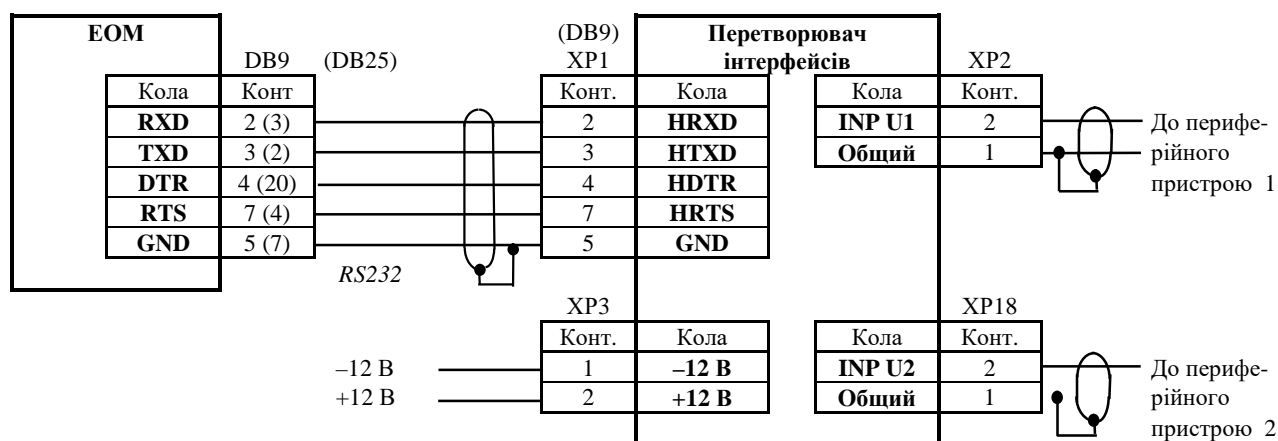 ЕОМ
(DB9)
Перетворювач
інтерфейсів
DB9 (DB25)
XP1
XP2
Кола Конт
Конт. Кола
Кола Конт.
RXD 2 (3)
2 HRXD
INP U1 2
До перифе-
TXD 3 (2)
3 HTXD
Общий 1
рійного
DTR 4 (20)
4 HDTR
пристрою 1
RTS 7 (4)
7 HRTS
GND 5 (7)
5 GND
RS232
XP3
XP18
Конт. Кола
Кола Конт.
–12 В
1 –12 В
INP U2 2
До перифе-
+12 В
2 +12 В
Общий 1
рійного
пристрою 2